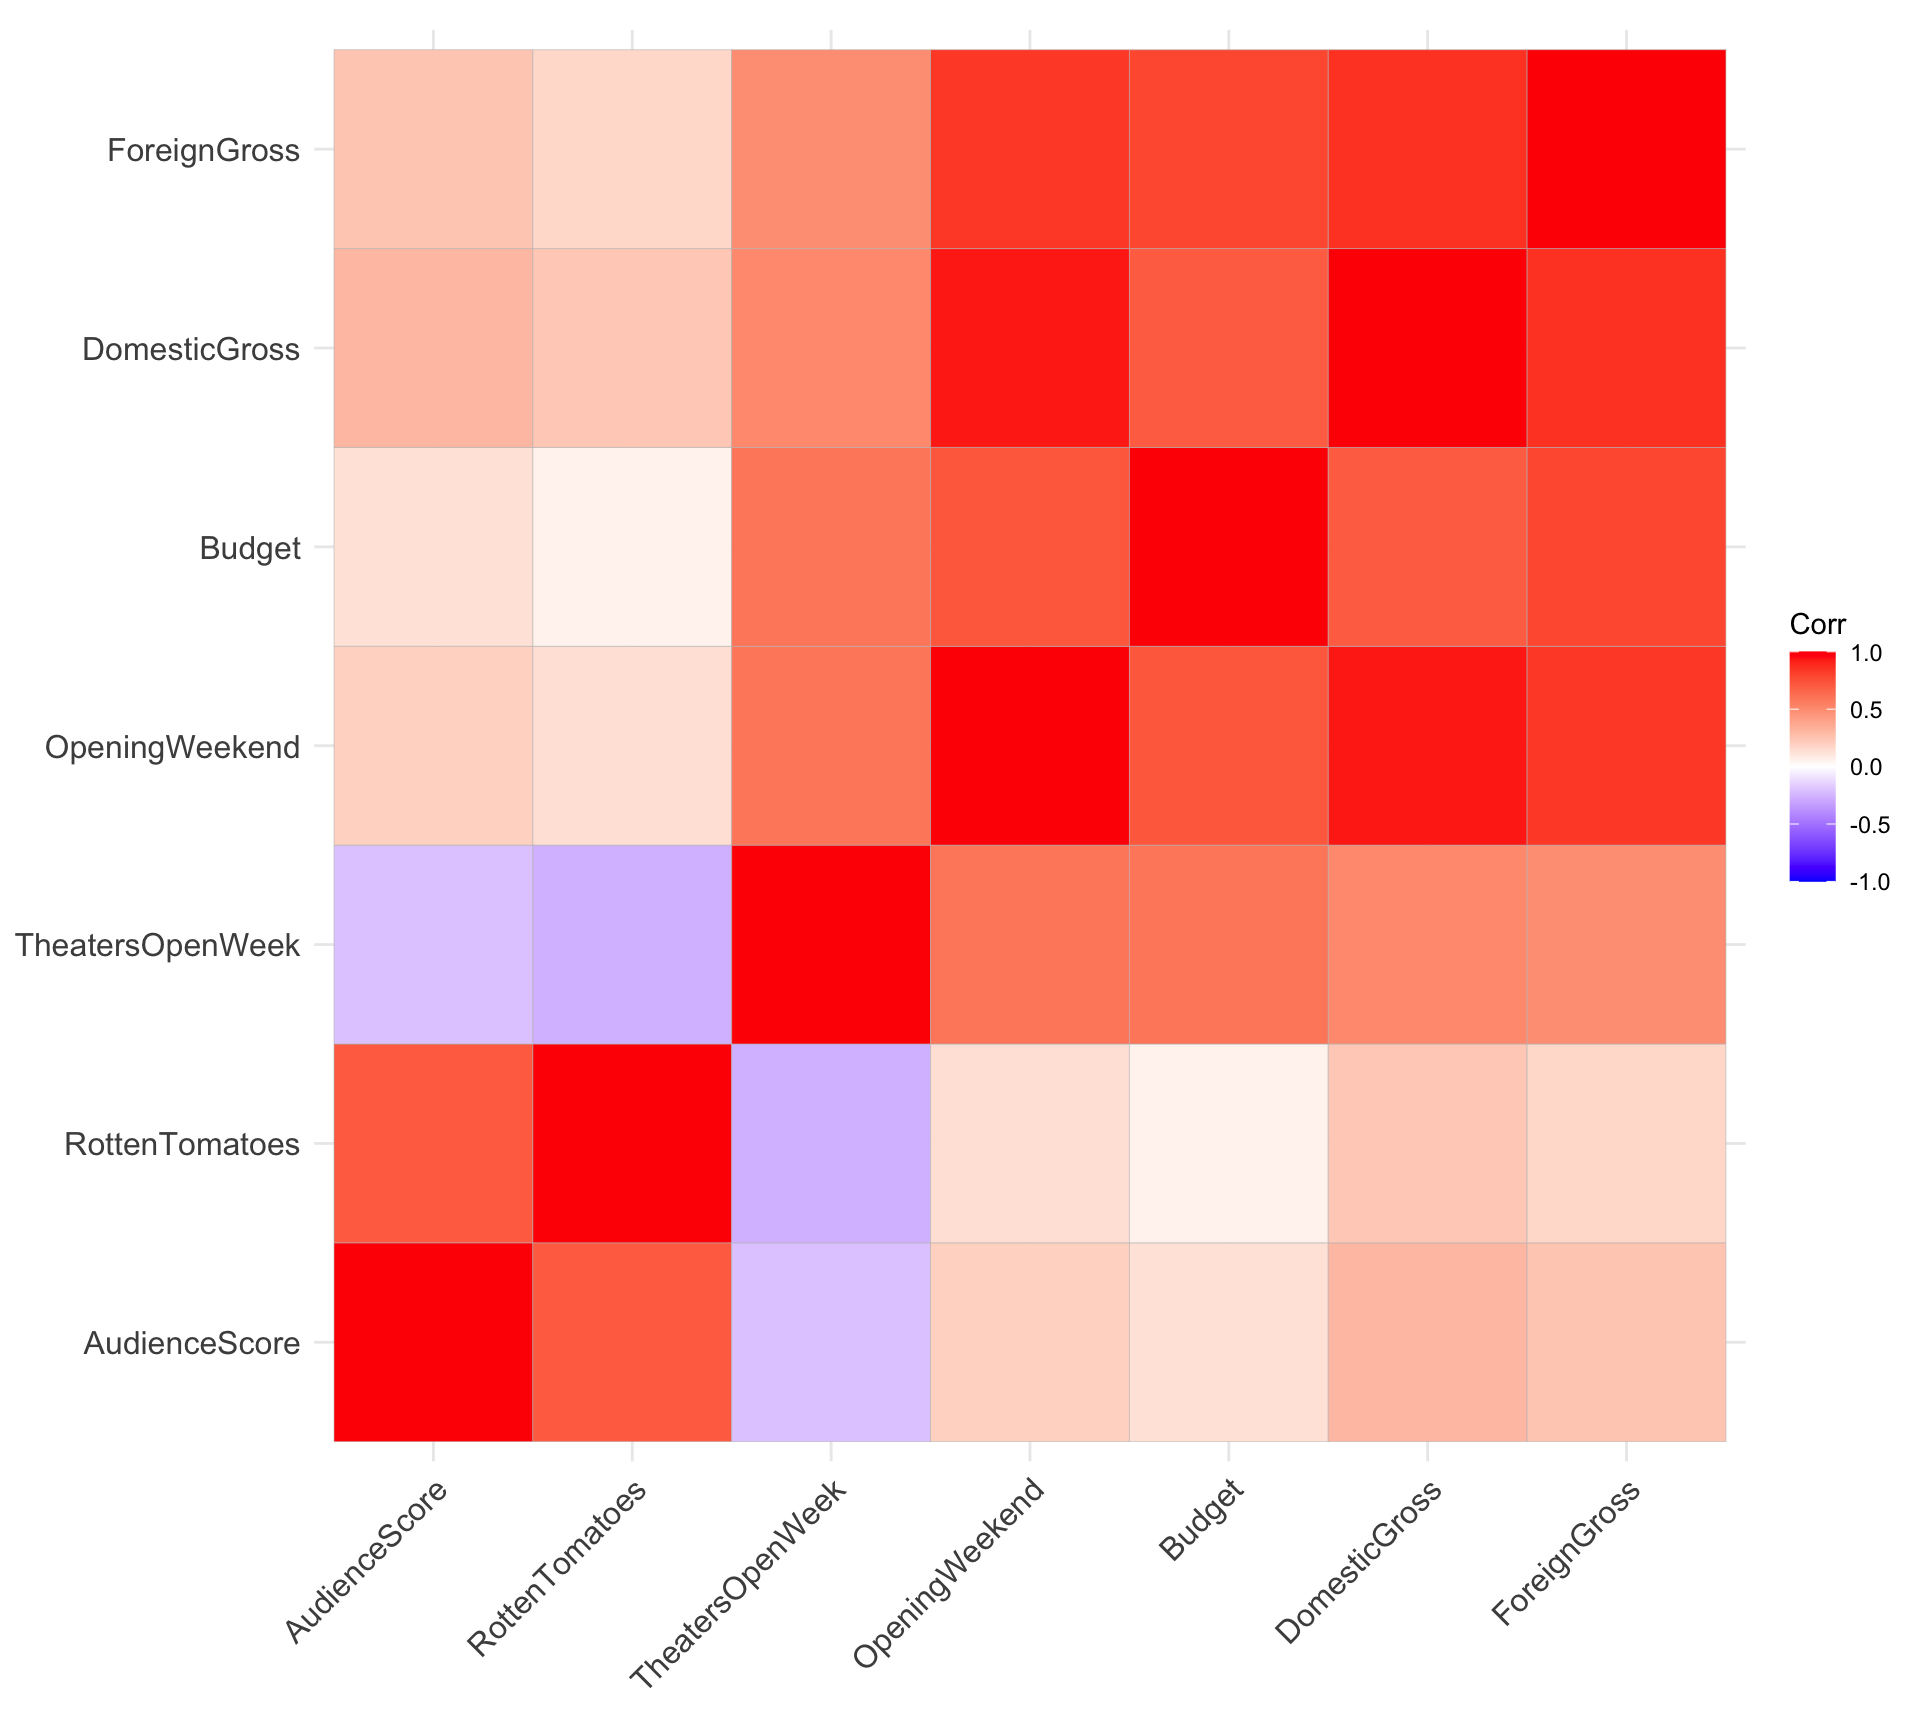 ForeignGross
DomesticGross
Budget
OpeningWeekend
TheatersOpenWeek
RottenTomatoes
AudienceScore
AudienceScore
RottenTomatoes
TheatersOpenWeek
OpeningWeekend
Budget
DomesticGross
ForeignGross
Corr
1.0
0.5
0.0
-0.5
-1.0